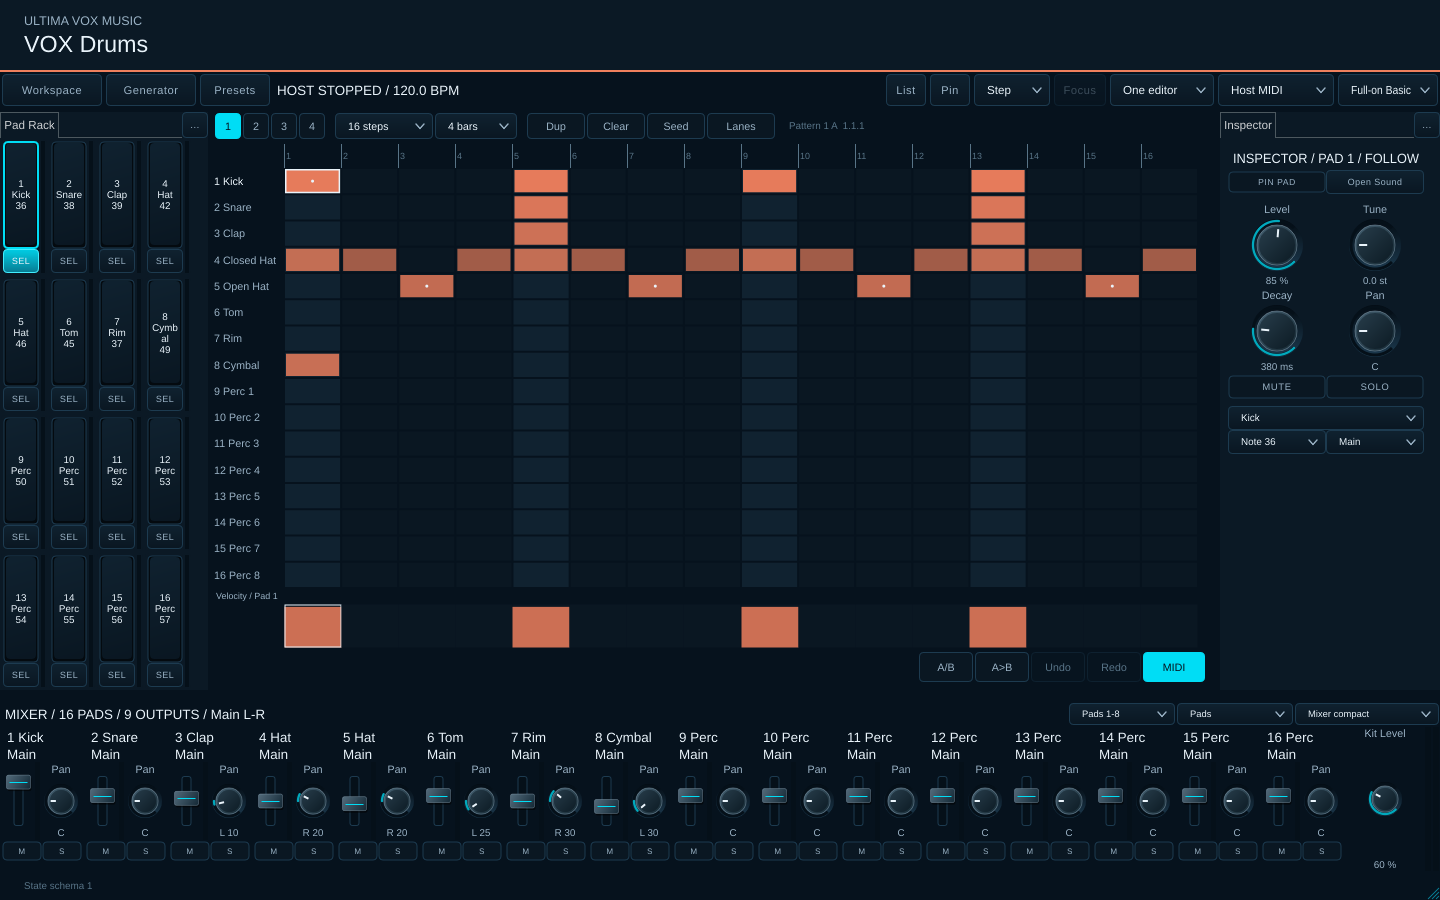 ULTIMA VOX MUSIC
VOX Drums
Workspace Generator Presets HOST STOPPED / 120.0 BPM List Pin Step Focus One editor Host MIDI Full-on Basic
Pad Rack ... 1 2 3 4 16 steps 4 bars Dup Clear Seed Lanes Pattern 1 A 1.1.1 Inspector ...
1 2 3 4 5 6 7 8 9 10 11 12 13 14 15 16
INSPECTOR / PAD 1 / FOLLOW
PIN PAD Open Sound
Level Tune
85 % 0.0 st
Decay Pan
380 ms C
MUTE SOLO
Kick
Note 36 Main
1 Kick 36
2 Snare 38
3 Clap 39
4 Hat 42
SEL SEL SEL SEL
5 Hat 46
6 Tom 45
7 Rim 37
8 Cymb al 49
SEL SEL SEL SEL
9 Perc 50
10 Perc 51
11 Perc 52
12 Perc 53
SEL SEL SEL SEL
13 Perc 54
14 Perc 55
15 Perc 56
16 Perc 57
SEL SEL SEL SEL
1 Kick
2 Snare
3 Clap
4 Closed Hat
5 Open Hat
6 Tom
7 Rim
8 Cymbal
9 Perc 1
10 Perc 2
11 Perc 3
12 Perc 4
13 Perc 5
14 Perc 6
15 Perc 7
16 Perc 8
Velocity / Pad 1
A/B A>B Undo Redo MIDI
MIXER / 16 PADS / 9 OUTPUTS / Main L-R Pads 1-8 Pads Mixer compact
1 Kick 2 Snare 3 Clap 4 Hat 5 Hat 6 Tom 7 Rim 8 Cymbal 9 Perc 10 Perc 11 Perc 12 Perc 13 Perc 14 Perc 15 Perc 16 Perc Kit Level
Main Main Main Main Main Main Main Main Main Main Main Main Main Main Main Main
Pan Pan Pan Pan Pan Pan Pan Pan Pan Pan Pan Pan Pan Pan Pan Pan
C C L 10 R 20 R 20 L 25 R 30 L 30 C C C C C C C C
M S M S M S M S M S M S M S M S M S M S M S M S M S M S M S M S
60 %
State schema 1